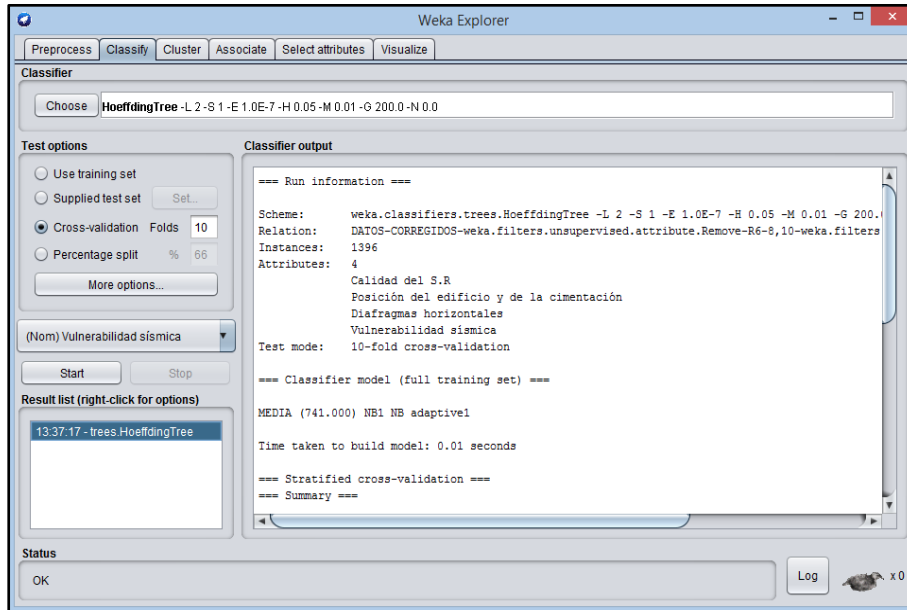 Weka Explorer
Preprocess Classify Cluster Associate Select attributes Visualize
Classifier
Choose HoeffdingTree -L 2 -S 1 -E 1.0E-7 -H 0.05 -M 0.01 -G 200.0 -N 0.0
Test options
Use training set
Supplied test set Set...
Cross-validation Folds 10
Percentage split % 66
More options...
(Nom) Vulnerabilidad sísmica
Start Stop
Result list (right-click for options)
13:37:17 - trees.HoeffdingTree
Classifier output
=== Run information ===
Scheme: weka.classifiers.trees.HoeffdingTree -L 2 -S 1 -E 1.0E-7 -H 0.05 -M 0.01 -G 200.
Relation: DATOS-CORREGIDOS-weka.filters.unsupervised.attribute.Remove-R6-8,10-weka.filters
Instances: 1396
Attributes: 4
Calidad del S.R
Posición del edificio y de la cimentación
Diafragmas horizontales
Vulnerabilidad sísmica
Test mode: 10-fold cross-validation
=== Classifier model (full training set) ===
MEDIA (741.000) NB1 NB adaptive1
Time taken to build model: 0.01 seconds
=== Stratified cross-validation ===
=== Summary ===
Status
OK
Log x 0